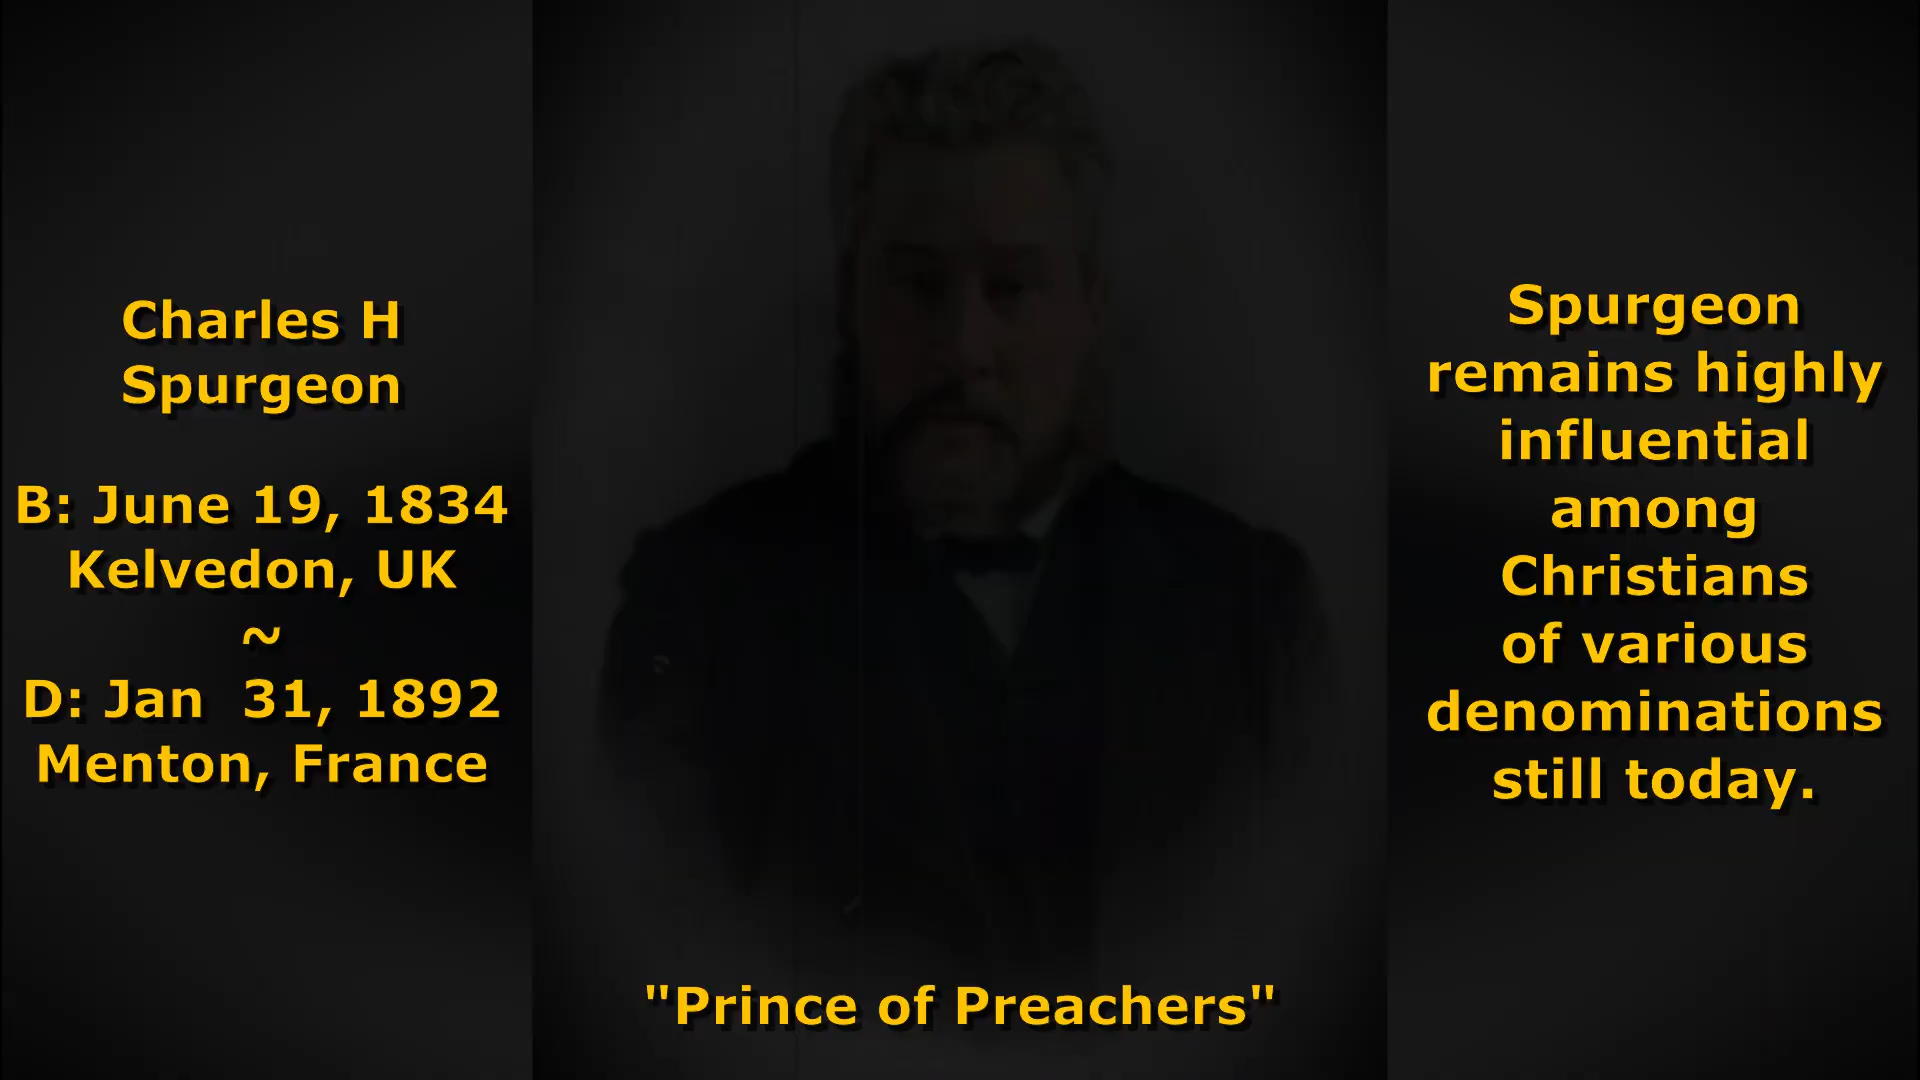 Charles H
Spurgeon
B: June 19, 1834
Kelvedon, UK
~
D: Jan  31, 1892
Menton, France
Spurgeon
remains highly
influential
among
Christians
of various
denominations
still today.
"Prince of Preachers"